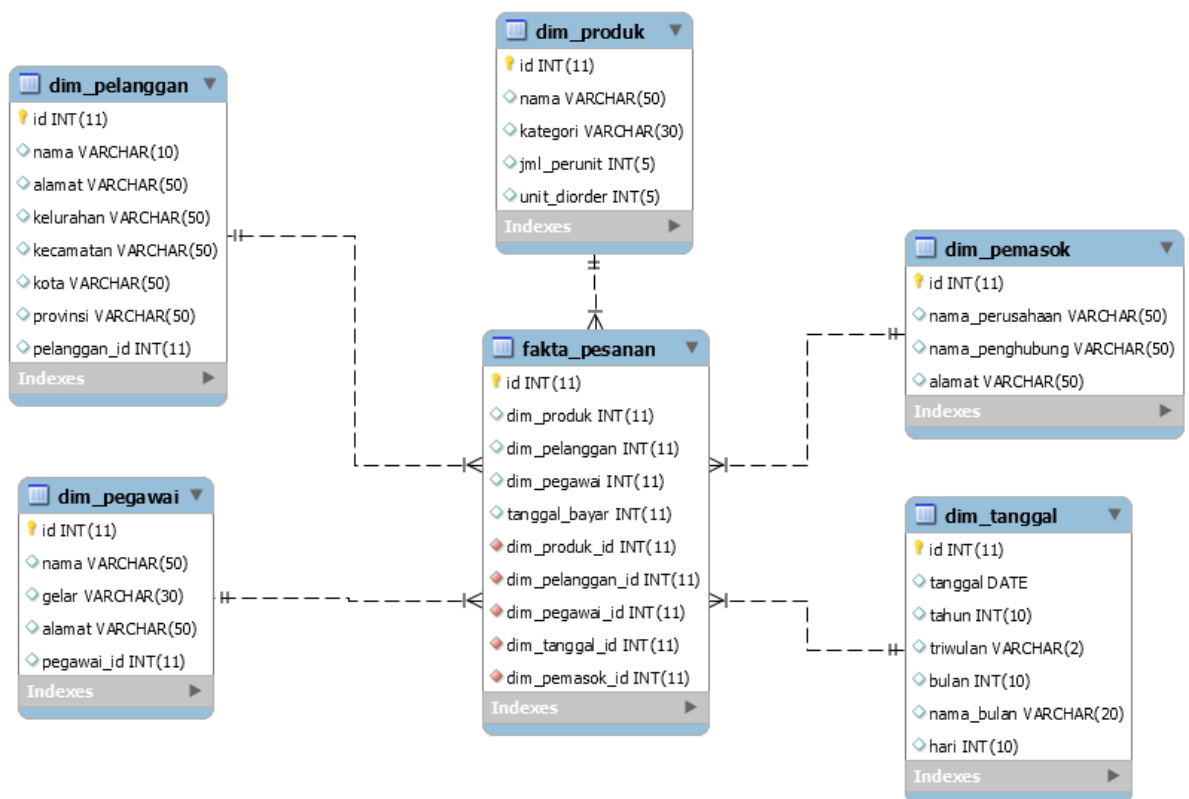 dim_produk
id INT(11)
nama VARCHAR(50)
kategori VARCHAR(30)
jml_perunit INT(5)
unit_diorder INT(5)
Indexes
dim_pelanggan
id INT(11)
nama VARCHAR(10)
alamat VARCHAR(50)
kelurahan VARCHAR(50)
kecamatan VARCHAR(50)
kota VARCHAR(50)
provinsi VARCHAR(50)
pelanggan_id INT(11)
Indexes
dim_pemasok
id INT(11)
nama_perusahaan VARCHAR(50)
nama_penghubung VARCHAR(50)
alamat VARCHAR(50)
Indexes
fakta_pesanan
id INT(11)
dim_produk INT(11)
dim_pelanggan INT(11)
dim_pegawai INT(11)
tanggal_bayar INT(11)
dim_produk_id INT(11)
dim_pelanggan_id INT(11)
dim_pegawai_id INT(11)
dim_tanggal_id INT(11)
dim_pemasok_id INT(11)
Indexes
dim_pegawai
id INT(11)
nama VARCHAR(50)
gelar VARCHAR(30)
alamat VARCHAR(50)
pegawai_id INT(11)
Indexes
dim_tanggal
id INT(11)
tanggal DATE
tahun INT(10)
triwulan VARCHAR(2)
bulan INT(10)
nama_bulan VARCHAR(20)
hari INT(10)
Indexes